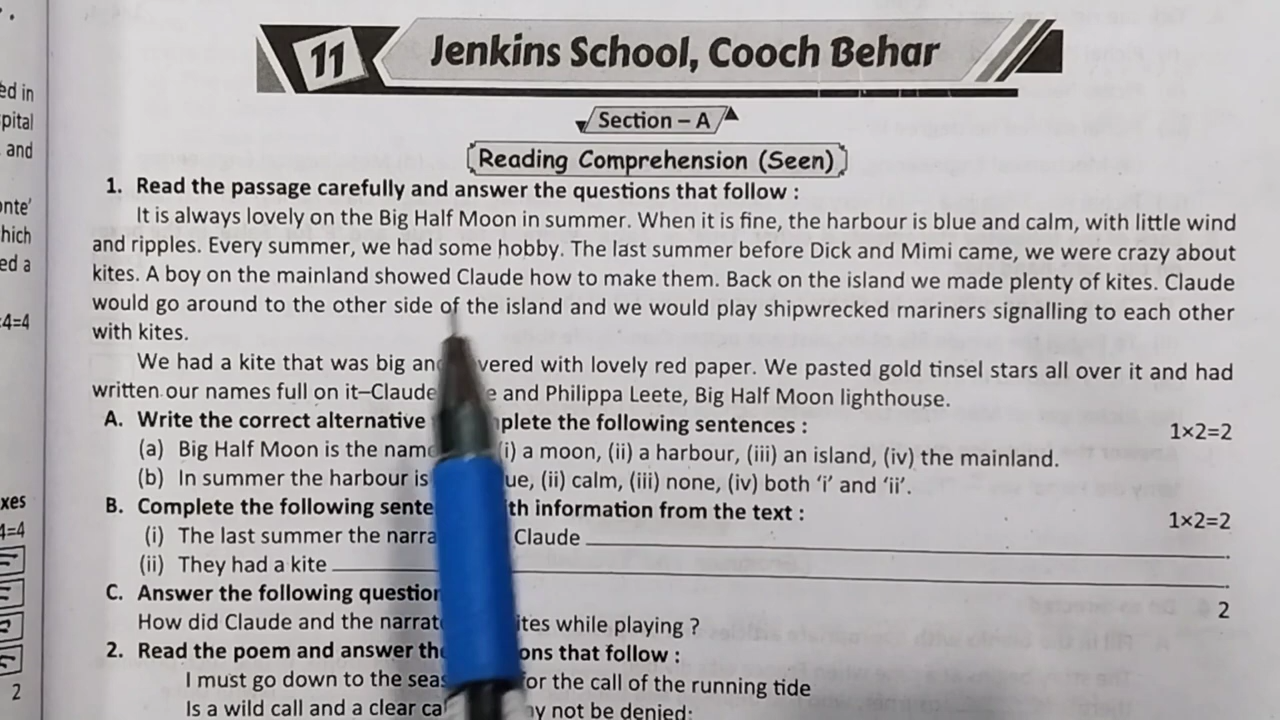 ed in
pital
and
onte'
hich
ed a
4=4
xes
4=4
2
11 Jenkins School, Cooch Behar
Section – A
Reading Comprehension (Seen)
1. Read the passage carefully and answer the questions that follow :
It is always lovely on the Big Half Moon in summer. When it is fine, the harbour is blue and calm, with little wind
and ripples. Every summer, we had some hobby. The last summer before Dick and Mimi came, we were crazy about
kites. A boy on the mainland showed Claude how to make them. Back on the island we made plenty of kites. Claude
would go around to the other side of the island and we would play shipwrecked mariners signalling to each other
with kites.
We had a kite that was big and vered with lovely red paper. We pasted gold tinsel stars all over it and had
written our names full on it–Claude e and Philippa Leete, Big Half Moon lighthouse.
A. Write the correct alternative plete the following sentences : 1×2=2
(a) Big Half Moon is the name (i) a moon, (ii) a harbour, (iii) an island, (iv) the mainland.
(b) In summer the harbour is ue, (ii) calm, (iii) none, (iv) both ‘i’ and ‘ii’.
B. Complete the following sente th information from the text : 1×2=2
(i) The last summer the narra Claude
(ii) They had a kite
C. Answer the following question 2
How did Claude and the narrat ites while playing ?
2. Read the poem and answer the ons that follow :
I must go down to the seas or the call of the running tide
Is a wild call and a clear ca ay not be denied;